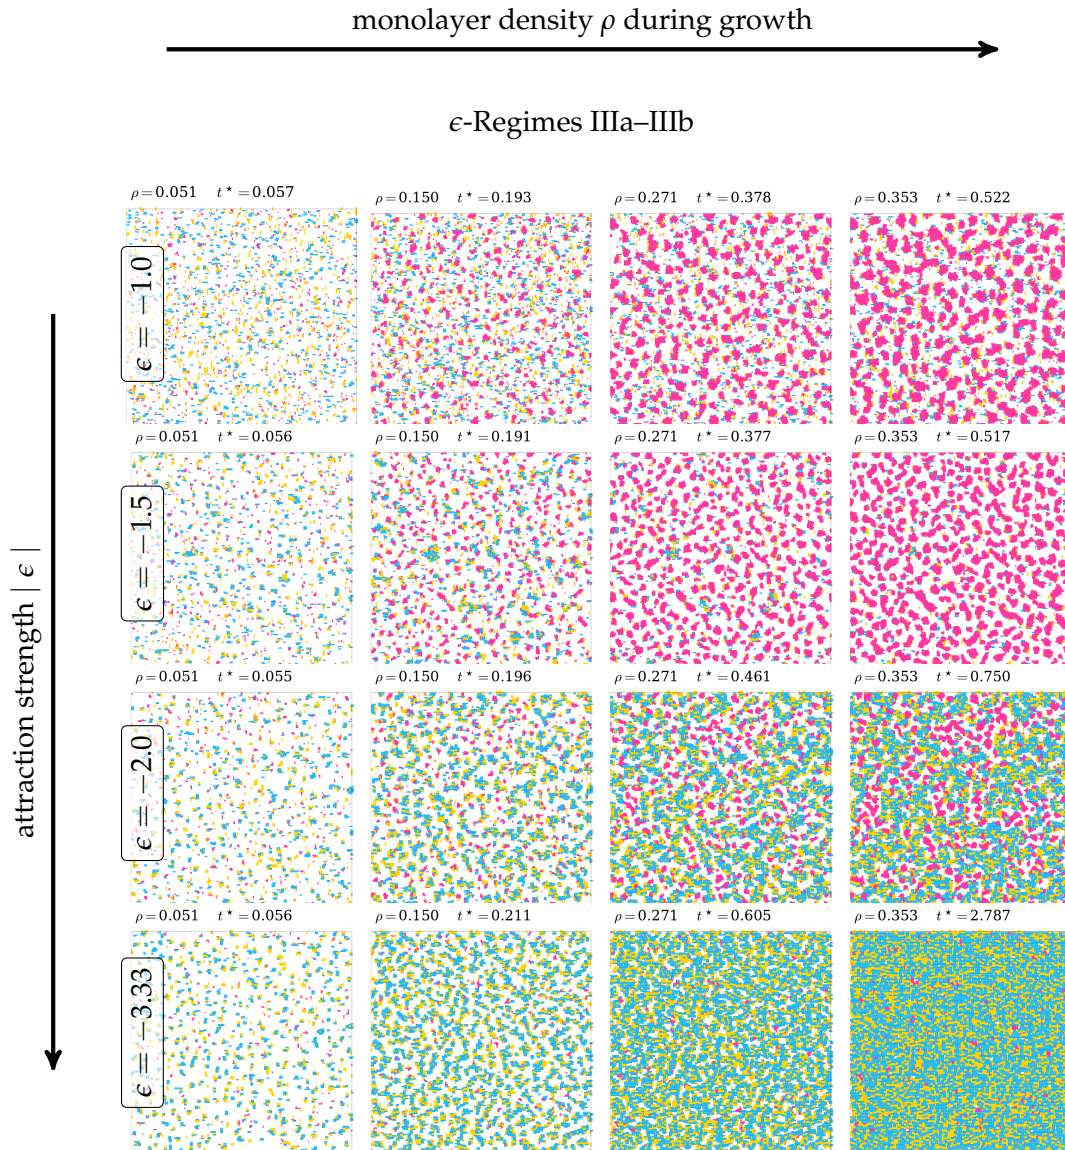 monolayer density ρ during growth
ϵ-Regimes IIIa–IIIb
ρ=0.051 t⋆=0.057
ρ=0.150 t⋆=0.193
ρ=0.271 t⋆=0.378
ρ=0.353 t⋆=0.522
ϵ = −1.0
ρ=0.051 t⋆=0.056
ρ=0.150 t⋆=0.191
ρ=0.271 t⋆=0.377
ρ=0.353 t⋆=0.517
ϵ = −1.5
attraction strength | ϵ |
ρ=0.051 t⋆=0.055
ρ=0.150 t⋆=0.196
ρ=0.271 t⋆=0.461
ρ=0.353 t⋆=0.750
ϵ = −2.0
ρ=0.051 t⋆=0.056
ρ=0.150 t⋆=0.211
ρ=0.271 t⋆=0.605
ρ=0.353 t⋆=2.787
ϵ = −3.33